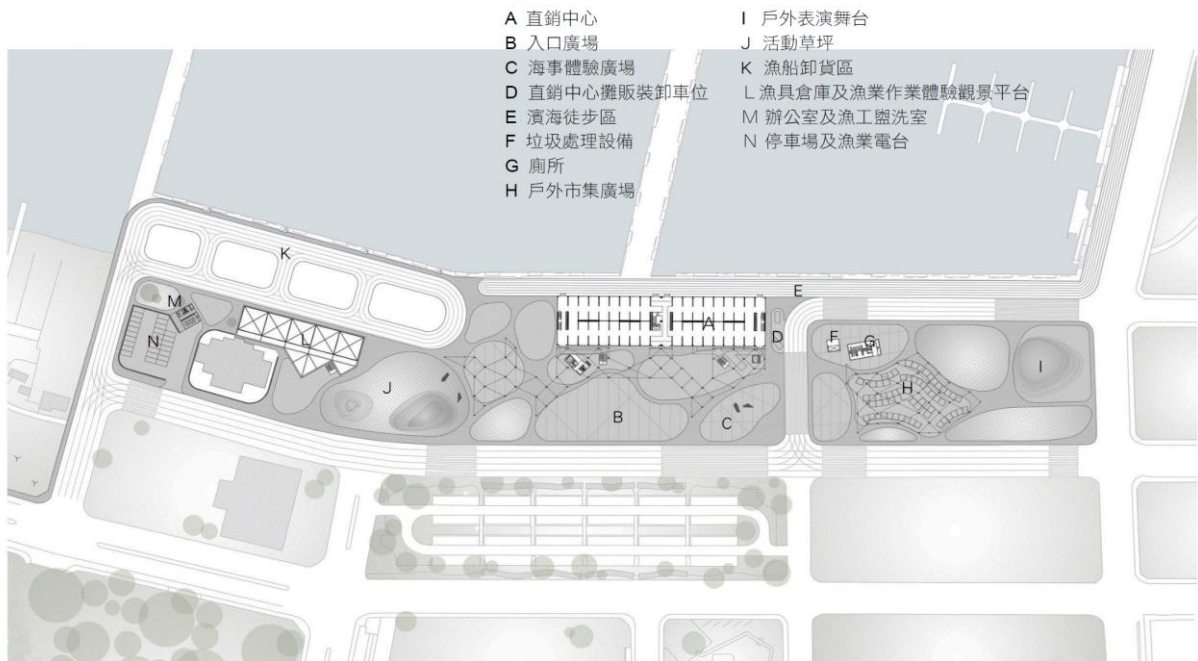 A 直銷中心
B 入口廣場
C 海事體驗廣場
D 直銷中心攤販裝卸車位
E 濱海徒步區
F 垃圾處理設備
G 廁所
H 戶外市集廣場
I 戶外表演舞台
J 活動草坪
K 漁船卸貨區
L 漁具倉庫及漁業作業體驗觀景平台
M 辦公室及漁工盥洗室
N 停車場及漁業電台
K
E
M
A
N
L
D
F
G
I
J
H
B
C